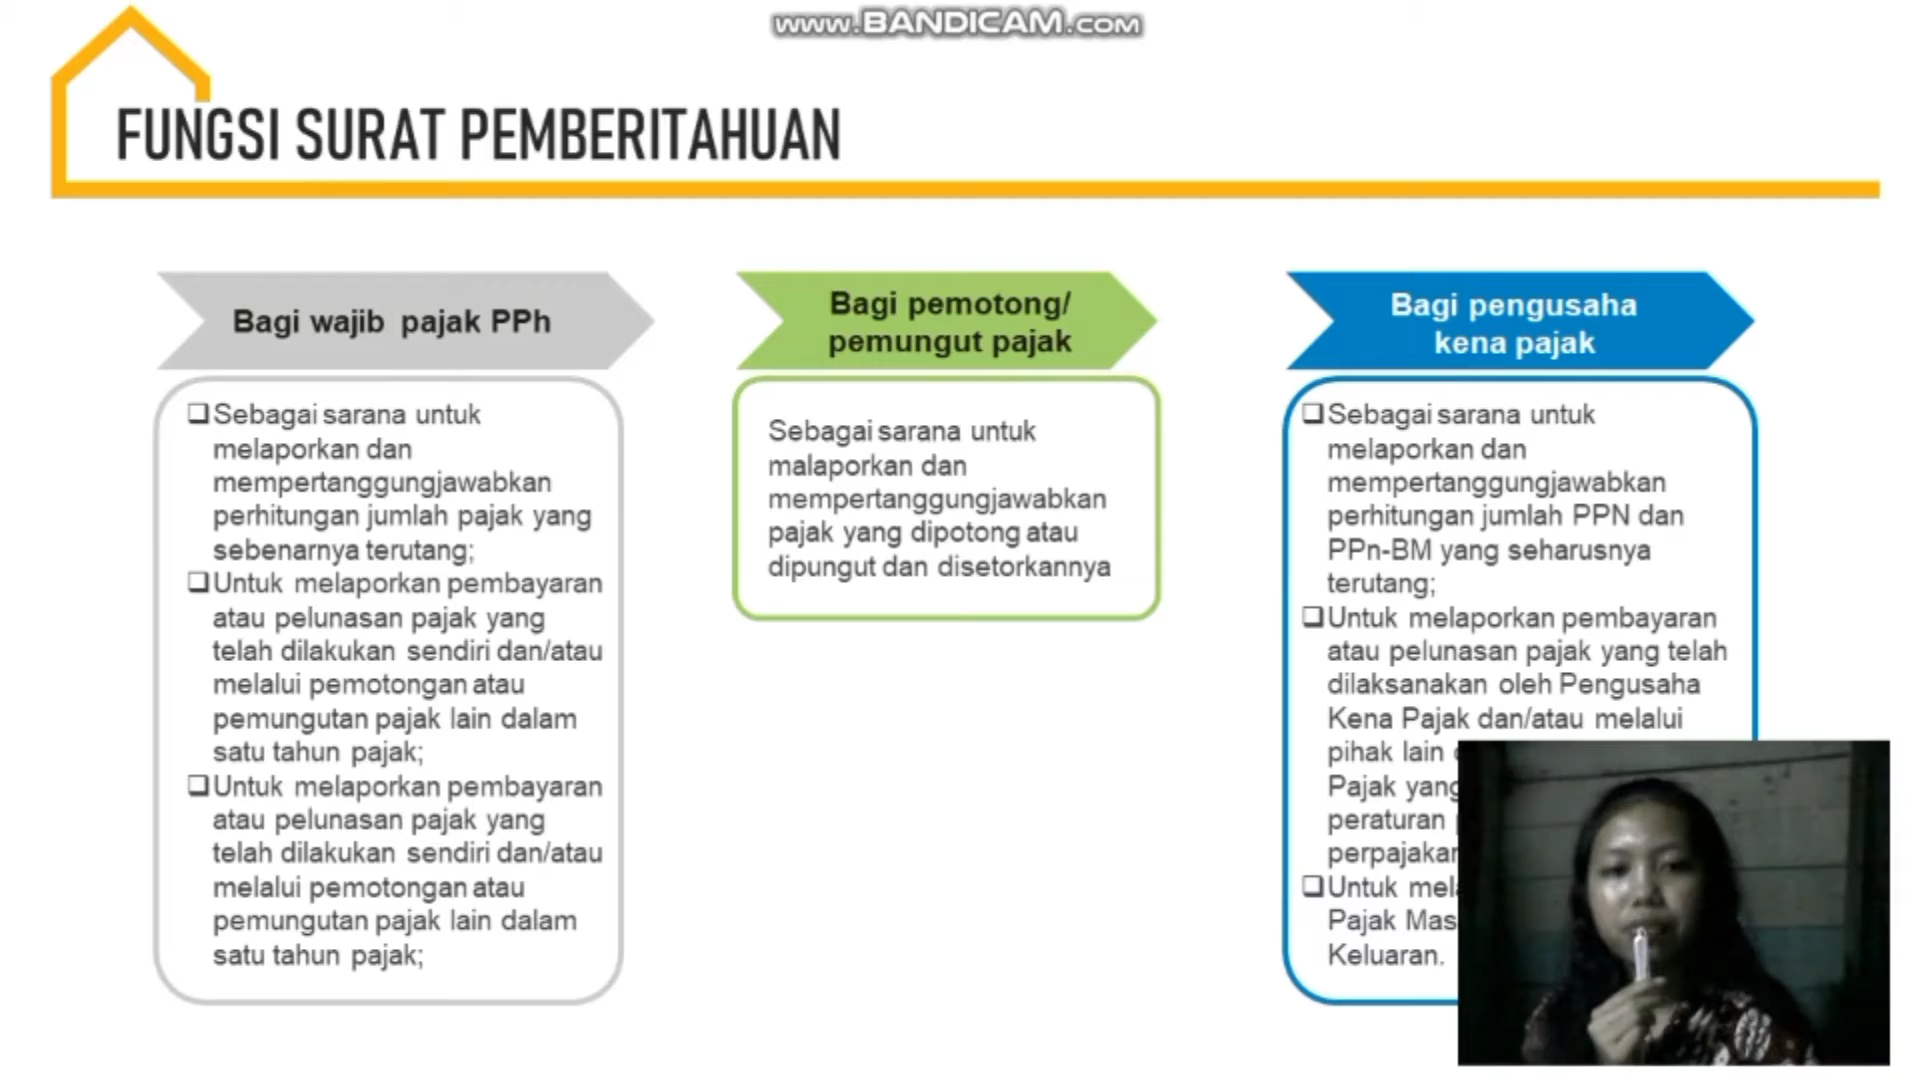 www.BANDICAM.com
FUNGSI SURAT PEMBERITAHUAN
Bagi wajib pajak PPh
❑Sebagai sarana untuk
melaporkan dan
mempertanggungjawabkan
perhitungan jumlah pajak yang
sebenarnya terutang;
❑Untuk melaporkan pembayaran
atau pelunasan pajak yang
telah dilakukan sendiri dan/atau
melalui pemotongan atau
pemungutan pajak lain dalam
satu tahun pajak;
❑Untuk melaporkan pembayaran
atau pelunasan pajak yang
telah dilakukan sendiri dan/atau
melalui pemotongan atau
pemungutan pajak lain dalam
satu tahun pajak;
Bagi pemotong/
pemungut pajak
Sebagai sarana untuk
malaporkan dan
mempertanggungjawabkan
pajak yang dipotong atau
dipungut dan disetorkannya
Bagi pengusaha
kena pajak
❑Sebagai sarana untuk
melaporkan dan
mempertanggungjawabkan
perhitungan jumlah PPN dan
PPn-BM yang seharusnya
terutang;
❑Untuk melaporkan pembayaran
atau pelunasan pajak yang telah
dilaksanakan oleh Pengusaha
Kena Pajak dan/atau melalui
pihak lain
Pajak yang
peraturan
❑Untuk
Pajak
Keluaran.